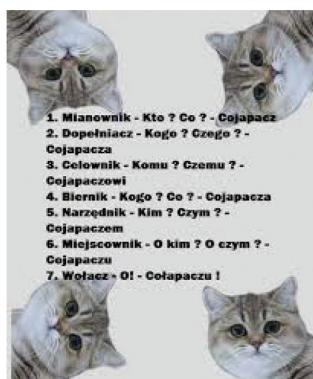 1. Mianownik - Kto ? Co ? - Cojapacz
2. Dopełniacz - Kogo ? Czego ? -
Cojapacza
3. Celownik - Komu ? Czemu ? -
Cojapaczowi
4. Biernik - Kogo ? Co ? - Cojapacza
5. Narzędnik - Kim ? Czym ? -
Cojapaczem
6. Miejscownik - O kim ? O czym ? -
Cojapaczu
7. Wołacz - O! - Cołapaczu !